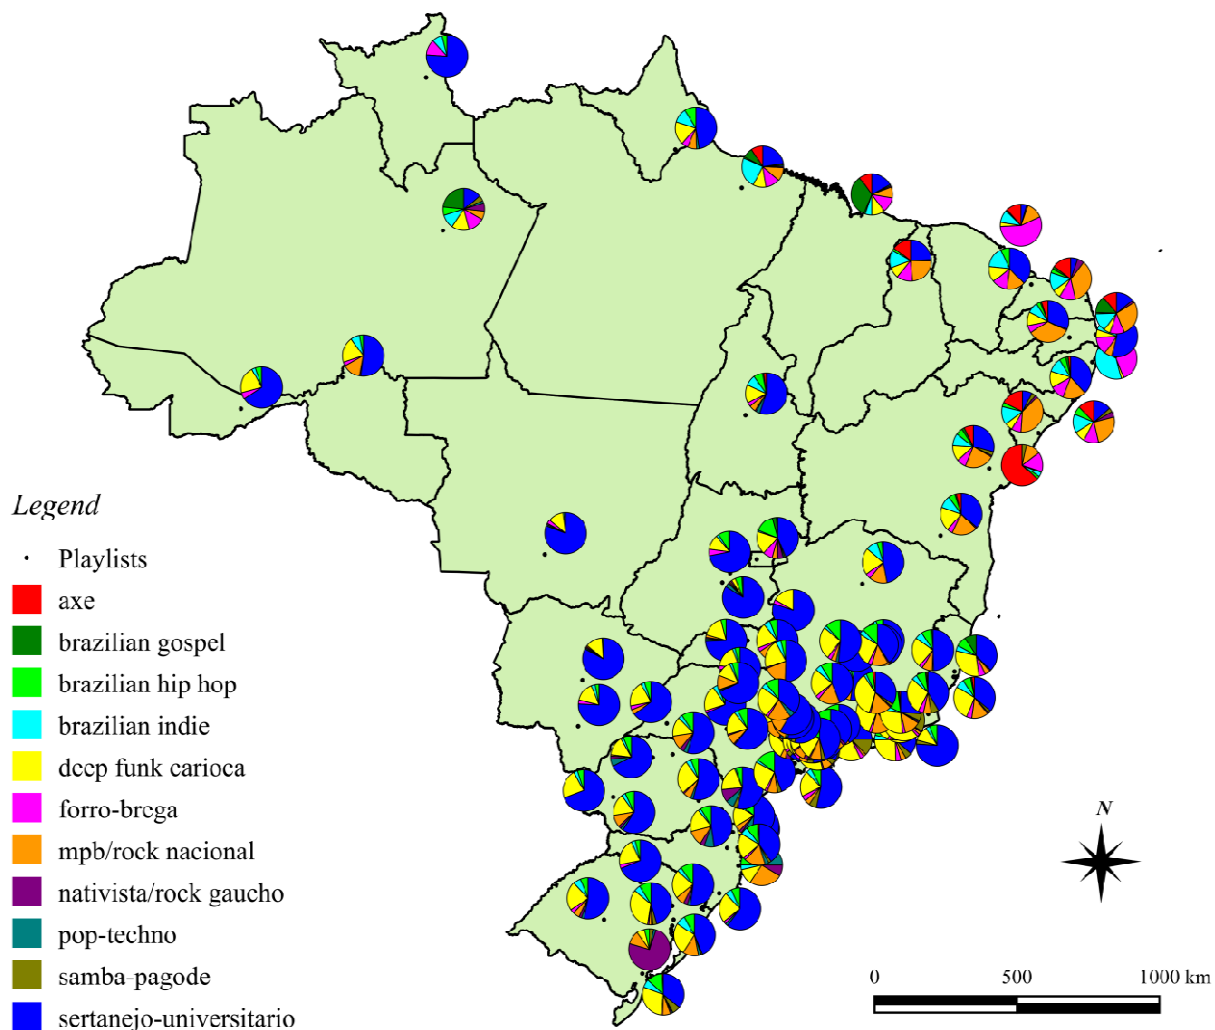 Legend
Playlists
axe
brazilian gospel
brazilian hip hop
brazilian indie
deep funk carioca
forro-brega
mpb/rock nacional
nativista/rock gaucho
pop-techno
samba-pagode
sertanejo-universitario
N
0 500 1000 km